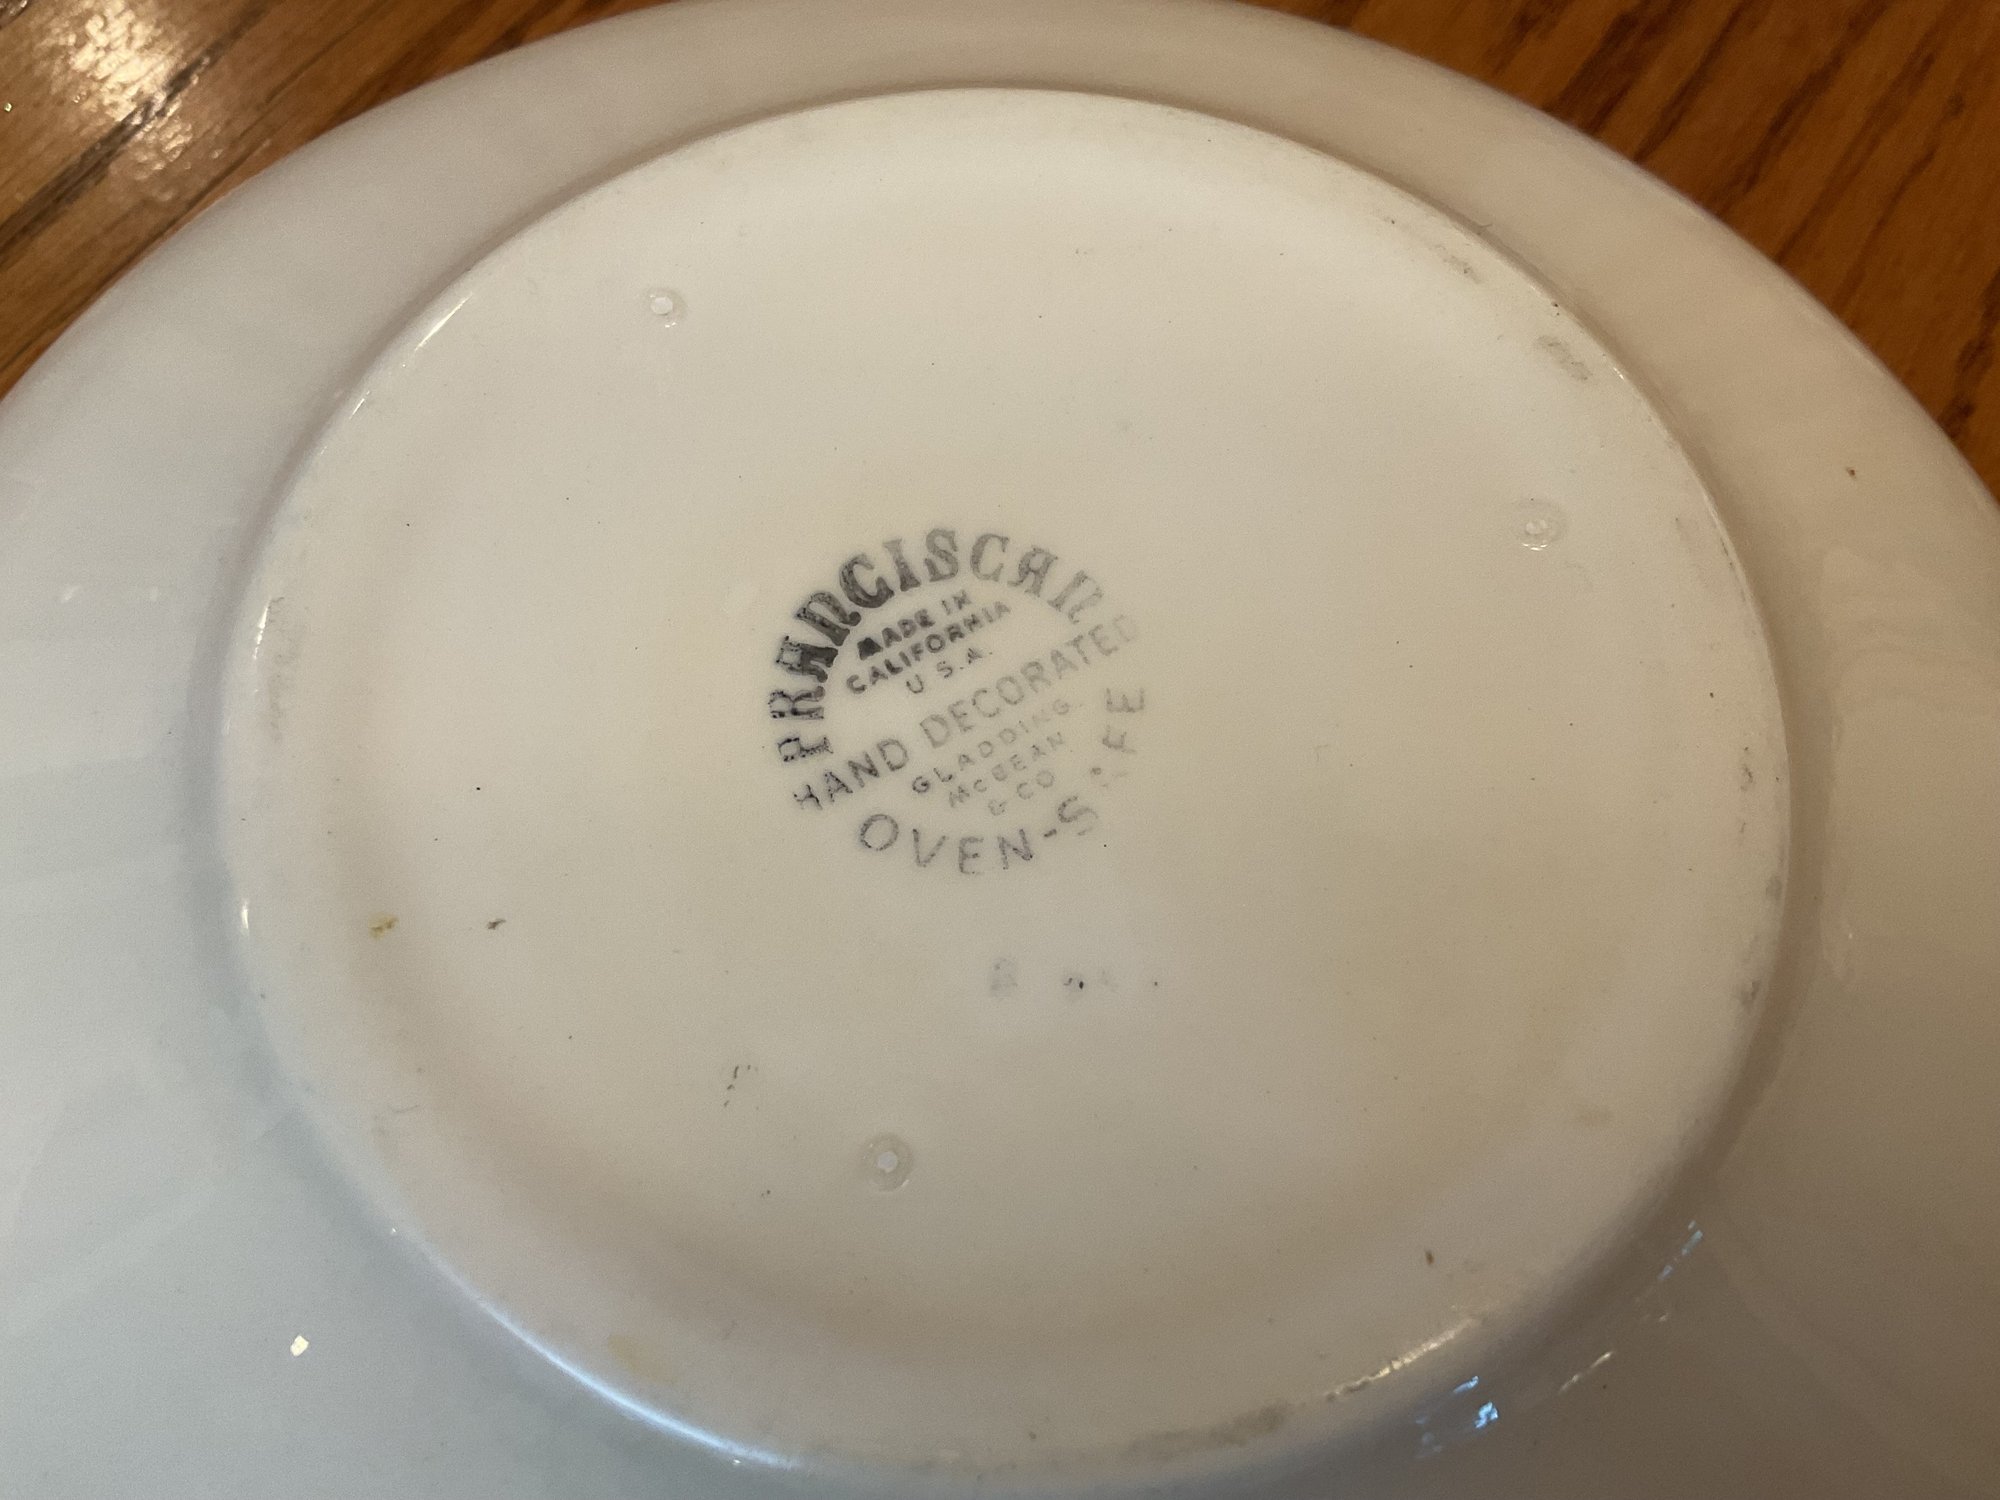 FRANCISCAN
MADE IN
CALIFORNIA
U.S.A.
HAND DECORATED
GLADDING
McBEAN
& CO
OVEN-SAFE